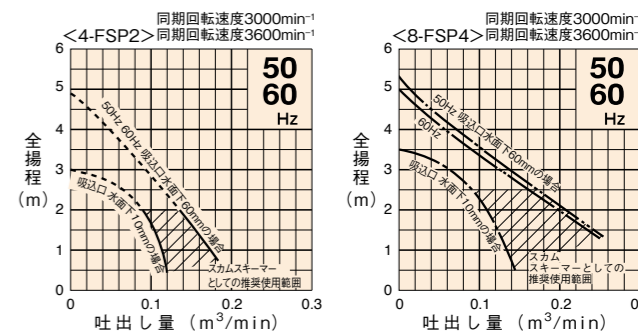 同期回転速度3000min⁻¹
<4-FSP2>同期回転速度3600min⁻¹
50
60
Hz
全揚程
(m)
6
5
4
3
2
1
0
50Hz 60Hz 吸込口水面下60mmの場合
吸込口 水面下10mmの場合
スカムスキーマー
としての推奨使用範囲
0
0.1
0.2
0.3
吐出し量 (m³/min)
同期回転速度3000min⁻¹
<8-FSP4>同期回転速度3600min⁻¹
50
60
Hz
全揚程
(m)
6
5
4
3
2
1
0
50Hz 吸込口水面下60mmの場合
60Hz
吸込口 水面下10mmの場合
スカム
スキーマーとしての
推奨使用範囲
0
0.1
0.2
吐出し量 (m³/min)